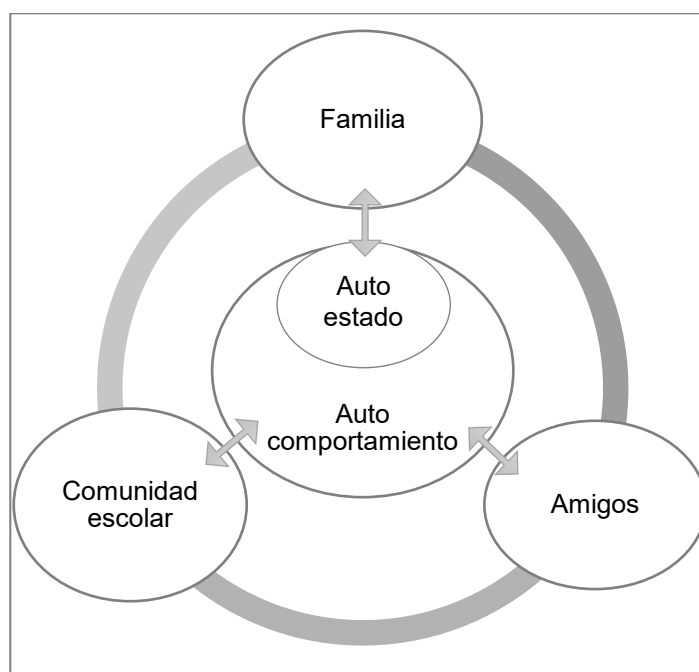 Familia
Auto
estado
Auto
comportamiento
Comunidad
escolar
Amigos